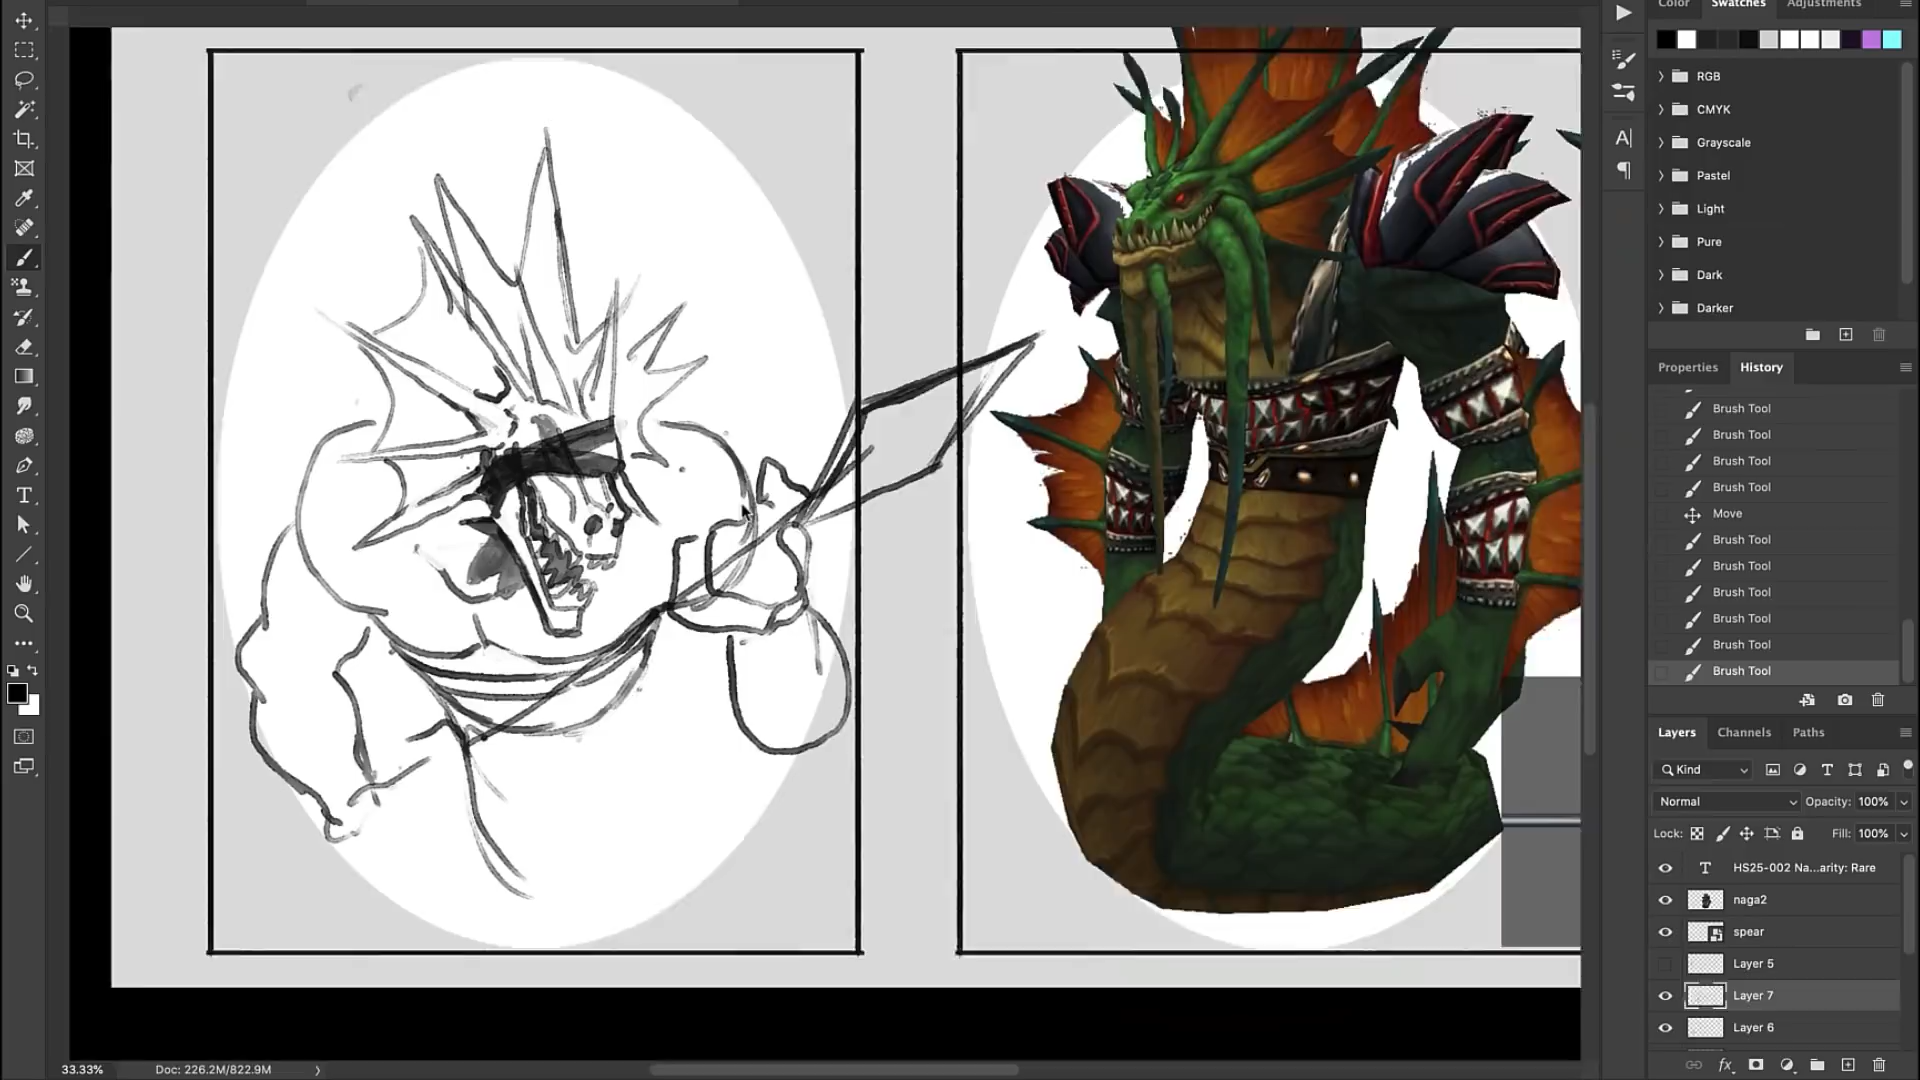 Color Swatches Adjustments
RGB
CMYK
Grayscale
Pastel
Light
Pure
Dark
Darker
Properties History
Brush Tool
Brush Tool
Brush Tool
Brush Tool
Move
Brush Tool
Brush Tool
Brush Tool
Brush Tool
Brush Tool
Brush Tool
Layers Channels Paths
Kind
Normal Opacity: 100%
Lock: Fill: 100%
HS25-002 Na...arity: Rare
naga2
spear
Layer 5
Layer 7
Layer 6
33.33% Doc: 226.2M/822.9M